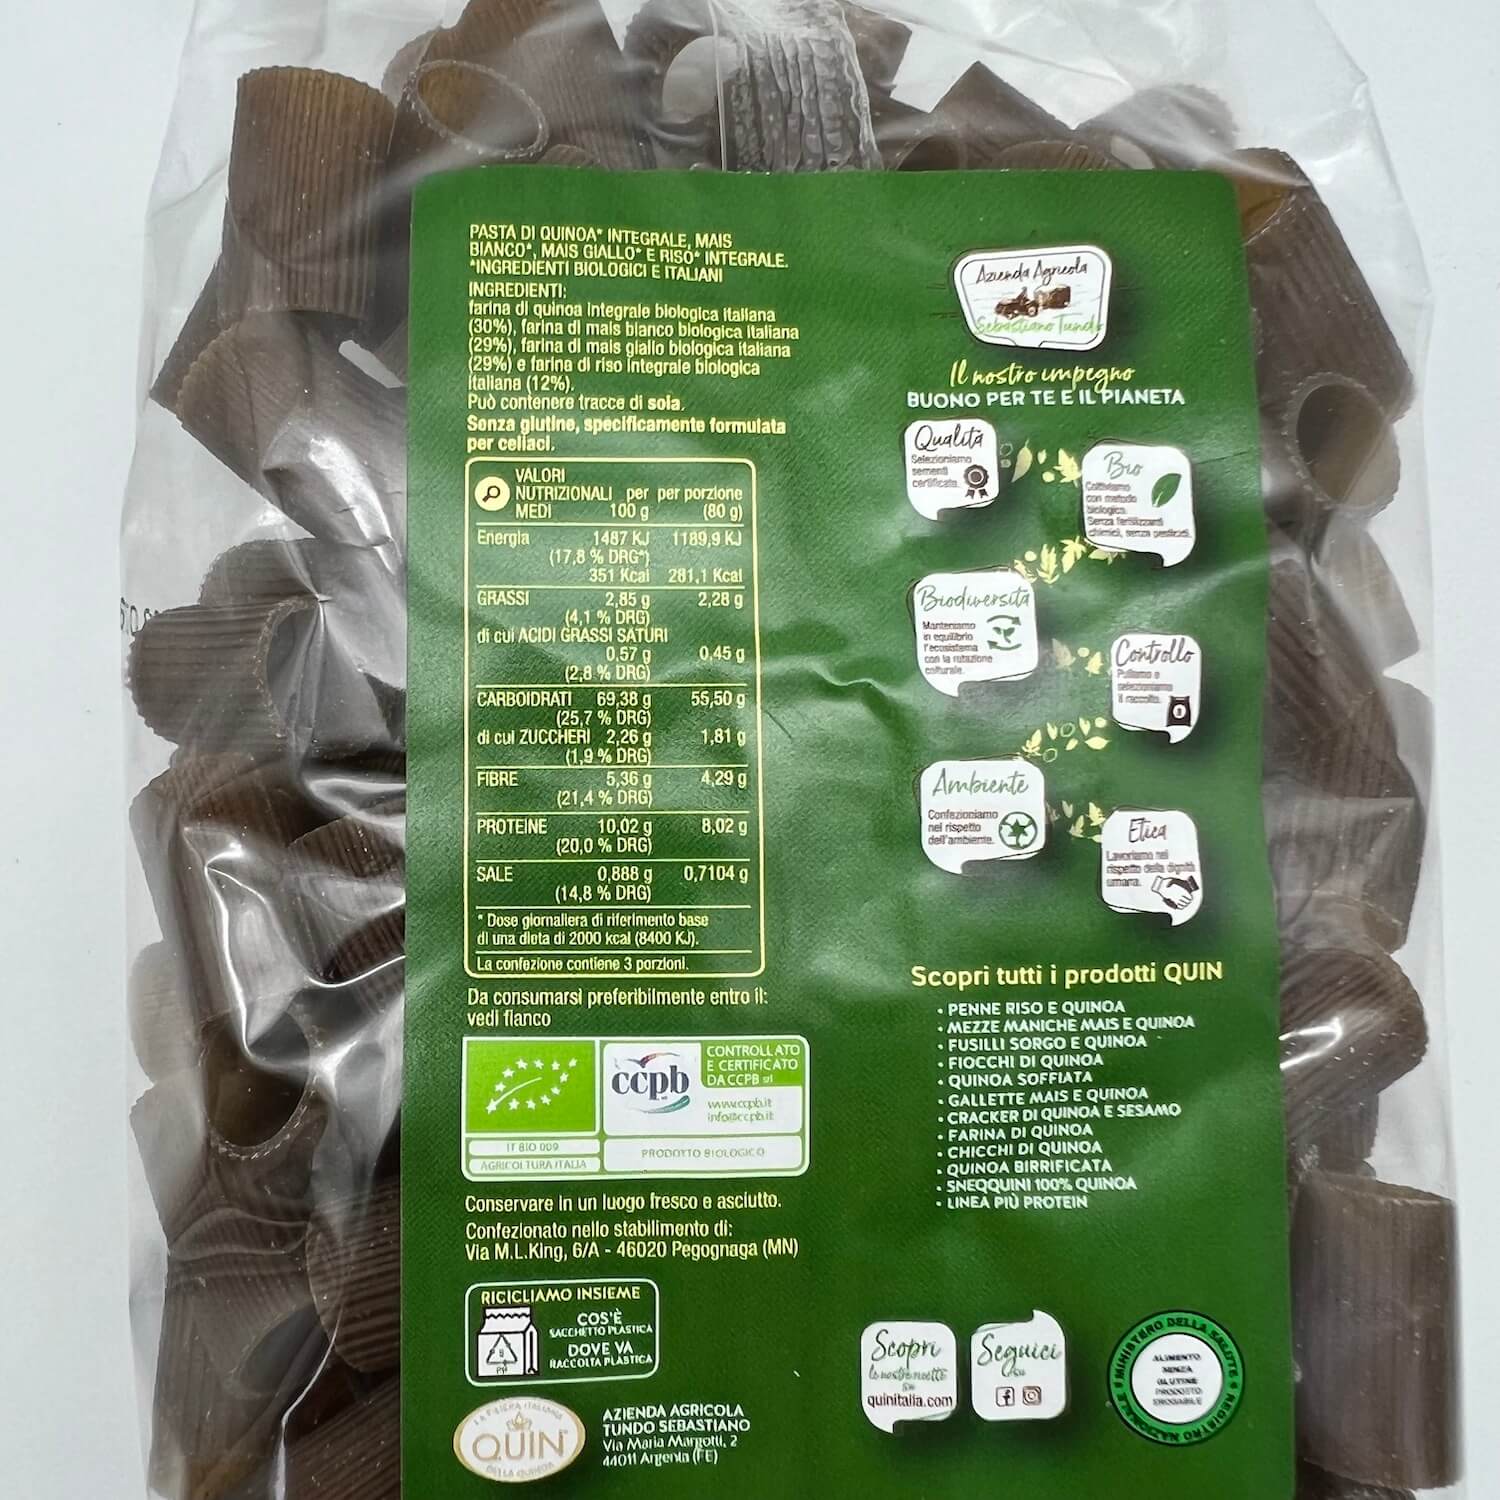 PASTA DI QUINOA* INTEGRALE, MAIS
BIANCO*, MAIS GIALLO* E RISO* INTEGRALE.
*INGREDIENTI BIOLOGICI E ITALIANI
INGREDIENTI:
farina di quinoa integrale biologica italiana
(30%), farina di mais bianco biologica italiana
(29%), farina di mais giallo biologica italiana
(29%) e farina di riso integrale biologica
italiana (12%).
Può contenere tracce di soia.
Senza glutine, specificamente formulata
per celiaci.
VALORI
NUTRIZIONALI per per porzione
MEDI 100 g (80 g)
Energia 1487 KJ 1189,9 KJ
(17,8 % DRG*)
351 Kcal 281,1 Kcal
GRASSI 2,85 g 2,28 g
(4,1 % DRG)
di cui ACIDI GRASSI SATURI
0,57 g 0,45 g
(2,8 % DRG)
CARBOIDRATI 69,38 g 55,50 g
(25,7 % DRG)
di cui ZUCCHERI 2,26 g 1,81 g
(1,9 % DRG)
FIBRE 5,36 g 4,29 g
(21,4 % DRG)
PROTEINE 10,02 g 8,02 g
(20,0 % DRG)
SALE 0,888 g 0,7104 g
(14,8 % DRG)
* Dose giornaliera di riferimento base
di una dieta di 2000 kcal (8400 KJ).
La confezione contiene 3 porzioni.
Da consumarsi preferibilmente entro il:
vedi fianco
ccpb
CONTROLLATO
E CERTIFICATO
DA CCPB srl
www.ccpb.it
info@ccpb.it
IT BIO 009
AGRICOLTURA ITALIA
PRODOTTO BIOLOGICO
Conservare in un luogo fresco e asciutto.
Confezionato nello stabilimento di:
Via M.L.King, 6/A - 46020 Pegognaga (MN)
RICICLIAMO INSIEME
COS'È
SACCHETTO PLASTICA
DOVE VA
RACCOLTA PLASTICA
5
PP
LA FILIERA ITALIANA
QUIN
DELLA QUINOA
AZIENDA AGRICOLA
TUNDO SEBASTIANO
Via Maria Margotti, 2
44011 Argenta (FE)
Azienda Agricola
Sebastiano Tundo
Il nostro impegno
BUONO PER TE E IL PIANETA
Qualità
Selezioniamo
sementi
certificate.
Bio
Coltiviamo
con metodo
biologico.
Senza fertilizzanti
chimici, senza pesticidi.
Biodiversità
Manteniamo
in equilibrio
l'ecosistema
con la rotazione
colturale.
Controllo
Puliamo e
selezioniamo
il raccolto.
Ambiente
Confezioniamo
nel rispetto
dell'ambiente.
Etica
Lavoriamo nel
rispetto della dignità
umana.
Scopri tutti i prodotti QUIN
• PENNE RISO E QUINOA
• MEZZE MANICHE MAIS E QUINOA
• FUSILLI SORGO E QUINOA
• FIOCCHI DI QUINOA
• QUINOA SOFFIATA
• GALLETTE MAIS E QUINOA
• CRACKER DI QUINOA E SESAMO
• FARINA DI QUINOA
• CHICCHI DI QUINOA
• QUINOA BIRRIFICATA
• SNEQQUINI 100% QUINOA
• LINEA PIÙ PROTEIN
Scopri
le nostre ricette
su
quinitalia.com
Seguici
su
MINISTERO DELLA SALUTE • REGISTRO NAZIONALE
ALIMENTO
SENZA
GLUTINE
PRODOTTO
EROGABILE